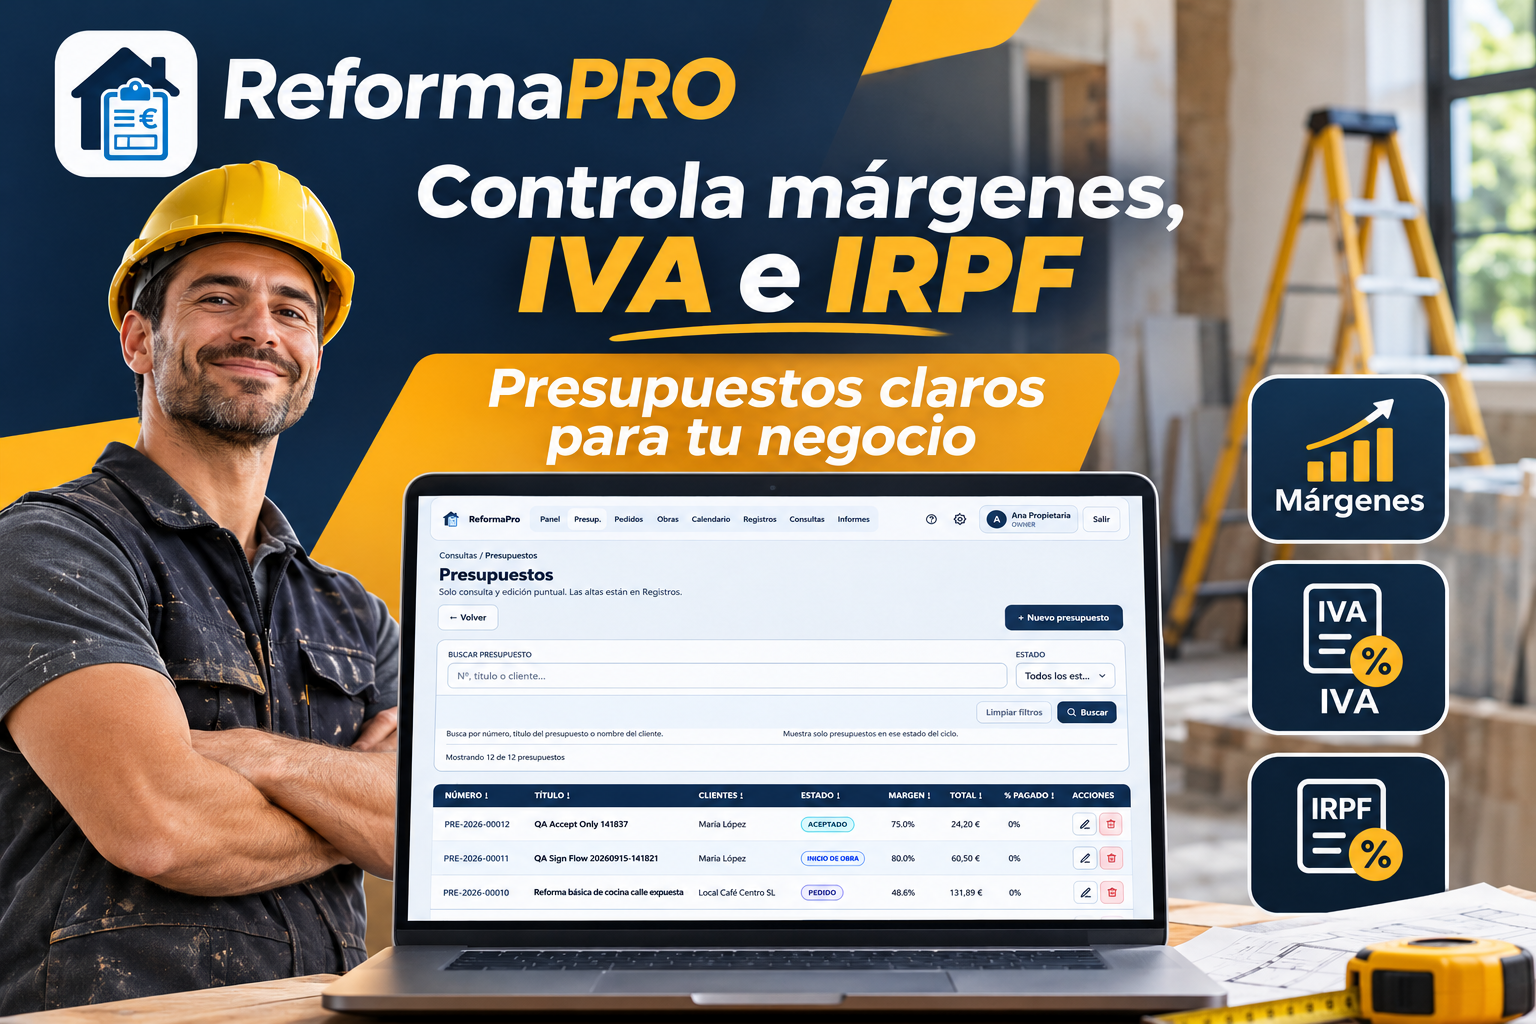 ReformaPRO
Controla márgenes,
IVA e IRPF
Presupuestos claros
para tu negocio
ReformaPro Panel Presup. Pedidos Obras Calendario Registros Consultas Informes A Ana Propietaria Salir
OWNER
Consultas / Presupuestos
Presupuestos
Solo consulta y edición puntual. Las altas están en Registros.
← Volver + Nuevo presupuesto
BUSCAR PRESUPUESTO ESTADO
Nº, título o cliente... Todos los est...
Limpiar filtros Buscar
Busca por número, título del presupuesto o nombre del cliente. Muestra solo presupuestos en ese estado del ciclo.
Mostrando 12 de 12 presupuestos
NÚMERO TÍTULO CLIENTES ESTADO MARGEN TOTAL % PAGADO ACCIONES
PRE-2026-00012 QA Accept Only 141837 María López ACEPTADO 75.0% 24,20 € 0%
PRE-2026-00011 QA Sign Flow 20260915-141821 María López INICIO DE OBRA 80.0% 60,50 € 0%
PRE-2026-00010 Reforma básica de cocina calle expuesta Local Café Centro SL PEDIDO 48.6% 131,89 € 0%
Márgenes
IVA
%
IVA
IRPF
%